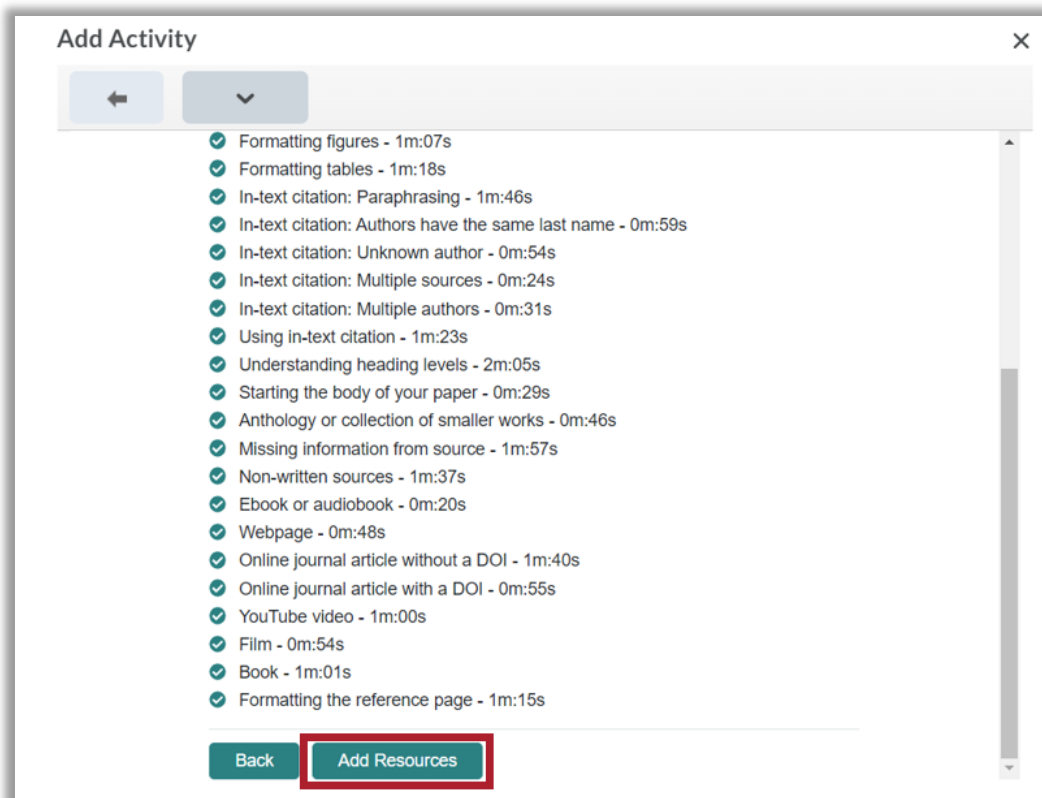 Add Activity
Formatting figures - 1m:07s
Formatting tables - 1m:18s
In-text citation: Paraphrasing - 1m:46s
In-text citation: Authors have the same last name - 0m:59s
In-text citation: Unknown author - 0m:54s
In-text citation: Multiple sources - 0m:24s
In-text citation: Multiple authors - 0m:31s
Using in-text citation - 1m:23s
Understanding heading levels - 2m:05s
Starting the body of your paper - 0m:29s
Anthology or collection of smaller works - 0m:46s
Missing information from source - 1m:57s
Non-written sources - 1m:37s
Ebook or audiobook - 0m:20s
Webpage - 0m:48s
Online journal article without a DOI - 1m:40s
Online journal article with a DOI - 0m:55s
YouTube video - 1m:00s
Film - 0m:54s
Book - 1m:01s
Formatting the reference page - 1m:15s
Back Add Resources